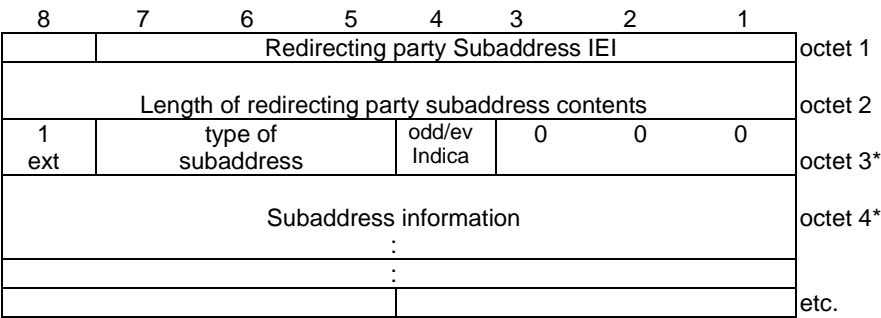 8 7 6 5 4 3 2 1
Redirecting party Subaddress IEI octet 1
Length of redirecting party subaddress contents octet 2
1 type of odd/ev 0 0 0
ext subaddress Indica octet 3*
Subaddress information octet 4*
:
:
etc.